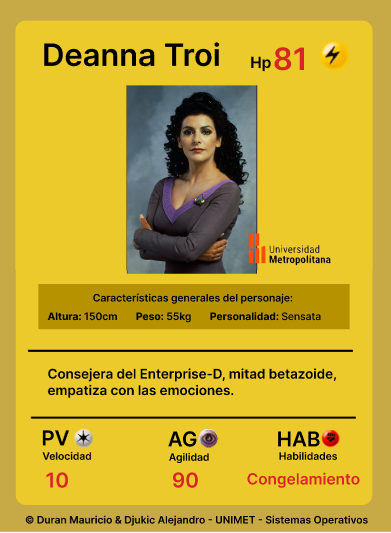 Deanna Troi
Hp 81
Universidad
Metropolitana
Características generales del personaje:
Altura: 150cm Peso: 55kg Personalidad: Sensata
Consejera del Enterprise-D, mitad betazoide,
empatiza con las emociones.
PV AG HAB
Velocidad Agilidad Habilidades
10 90 Congelamiento
© Duran Mauricio & Djukic Alejandro - UNIMET - Sistemas Operativos